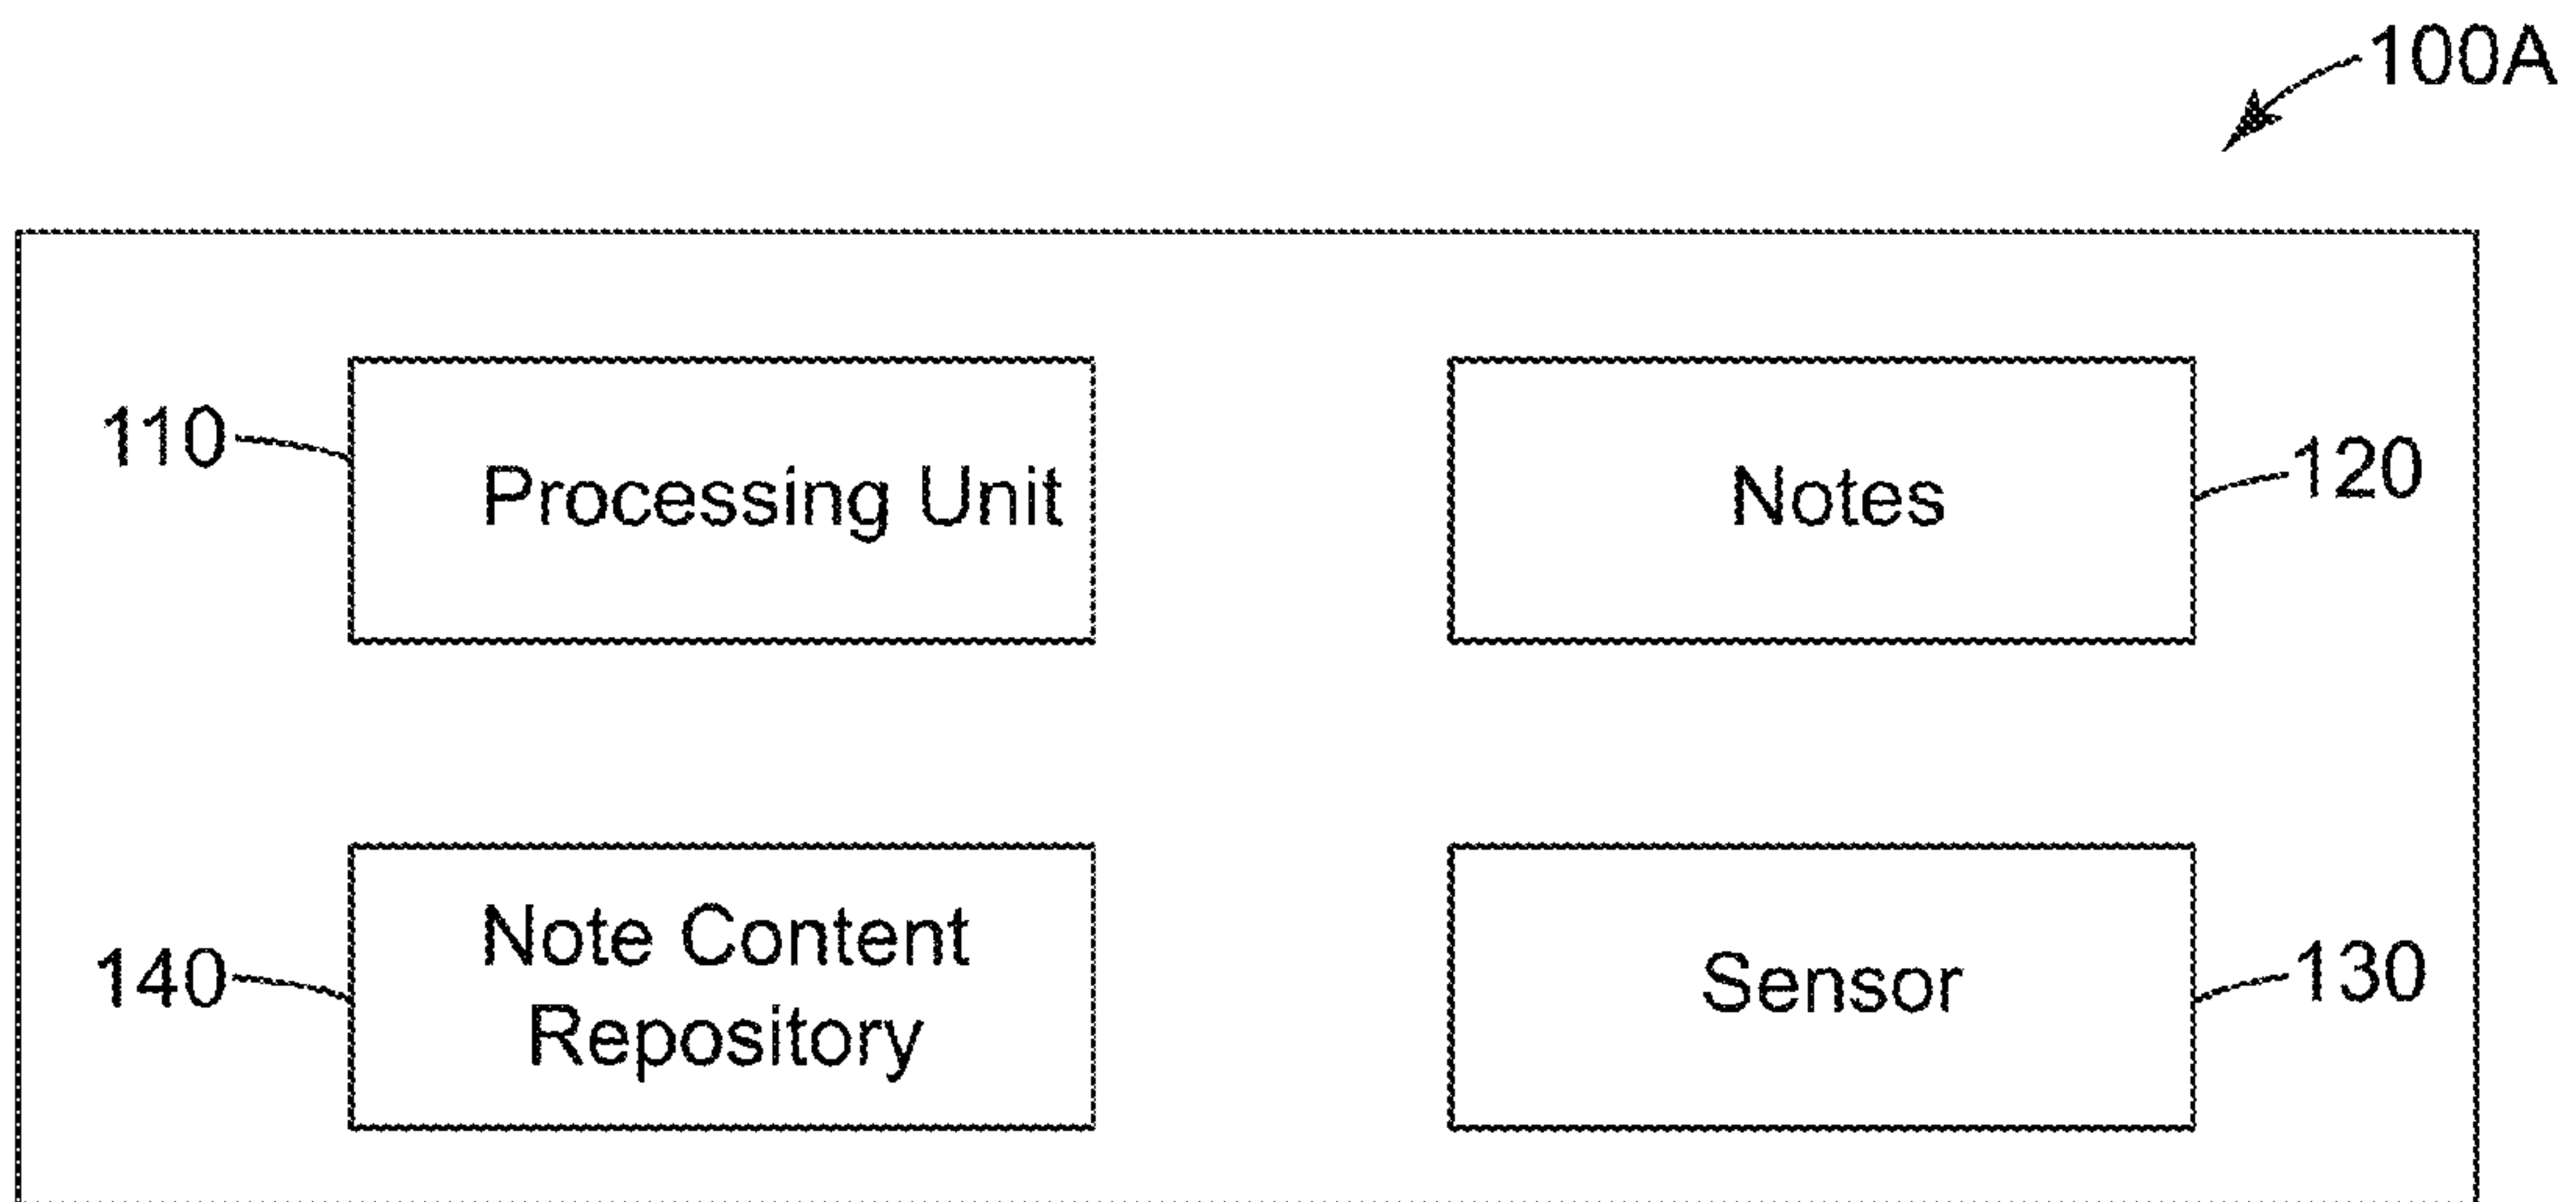 100A
110
Processing Unit
Notes
120
140
Note Content
Repository
Sensor
130